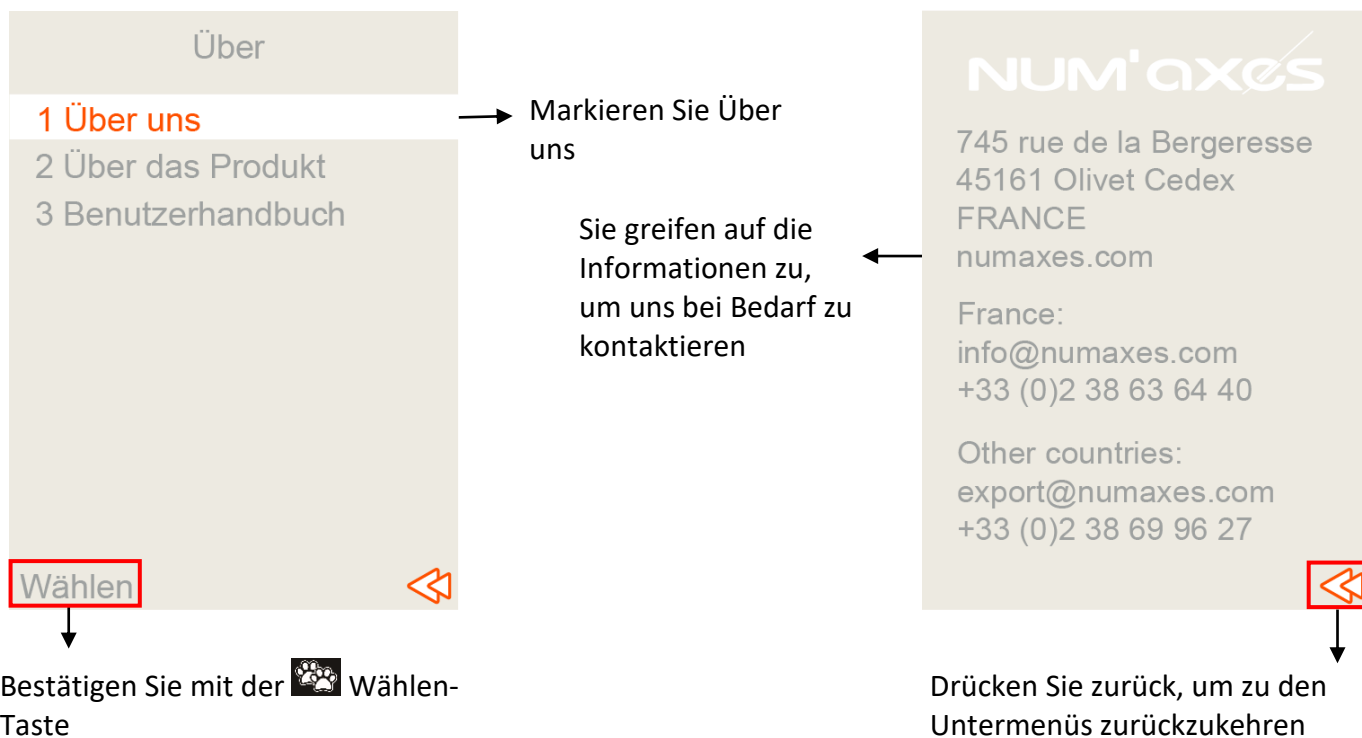 Über
1 Über uns
2 Über das Produkt
3 Benutzerhandbuch
Wählen
Markieren Sie Über
uns
Sie greifen auf die
Informationen zu,
um uns bei Bedarf zu
kontaktieren
Bestätigen Sie mit der Wählen-
Taste
NUM'axes
745 rue de la Bergeresse
45161 Olivet Cedex
FRANCE
numaxes.com
France:
info@numaxes.com
+33 (0)2 38 63 64 40
Other countries:
export@numaxes.com
+33 (0)2 38 69 96 27
Drücken Sie zurück, um zu den
Untermenüs zurückzukehren